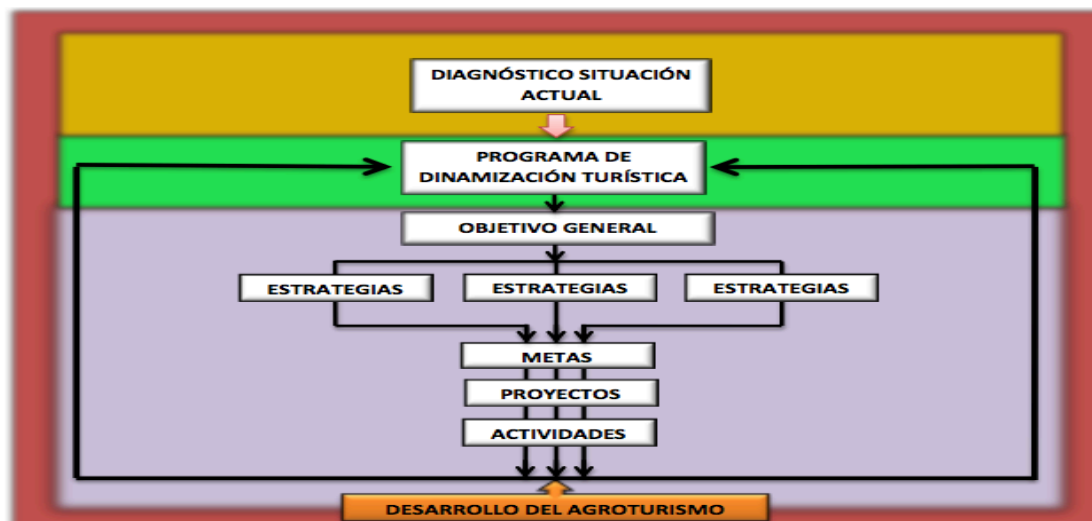 DIAGNÓSTICO SITUACIÓN
ACTUAL
PROGRAMA DE
DINAMIZACIÓN TURÍSTICA
OBJETIVO GENERAL
ESTRATEGIAS
ESTRATEGIAS
ESTRATEGIAS
METAS
PROYECTOS
ACTIVIDADES
DESARROLLO DEL AGROTURISMO